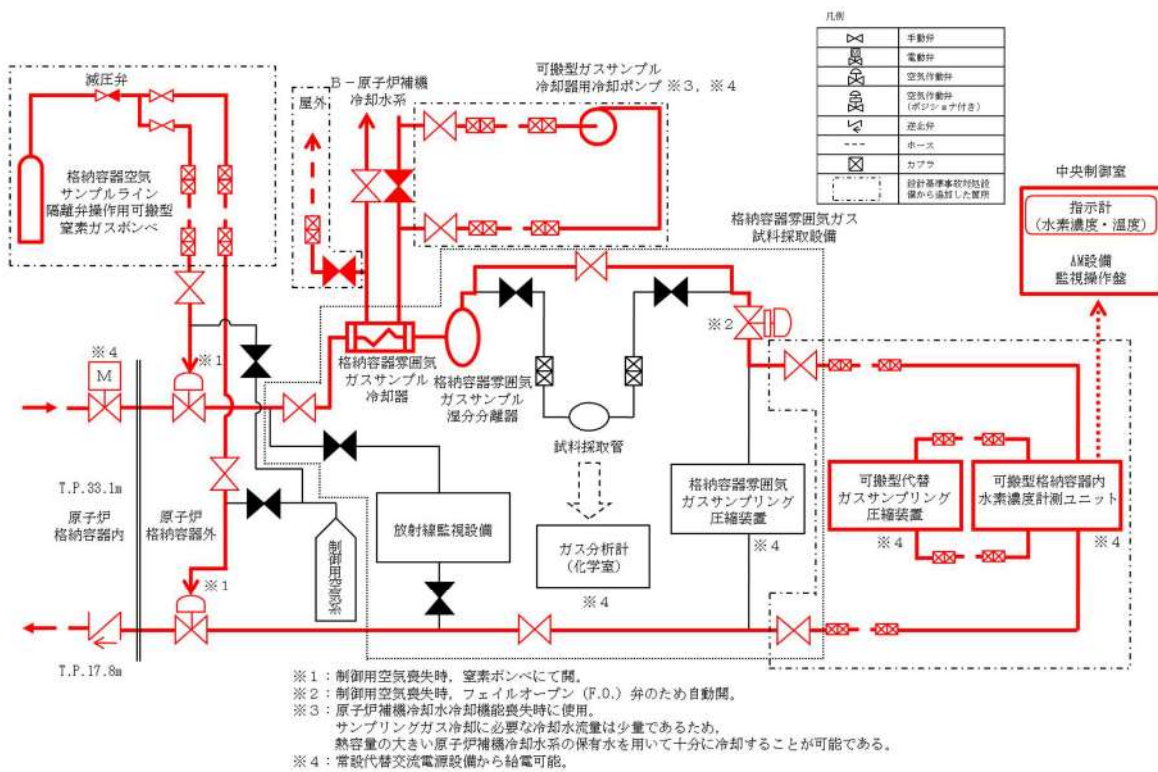 凡例
手動弁
電動弁
空気作動弁
空気作動弁
(ポジショナ付き)
逆止弁
ホース
カプラ
設計基準事故対処設
備から追加した箇所
減圧弁
格納容器空気
サンプルライン
隔離弁操作用可搬型
窒素ガスボンベ
屋外
B-原子炉補機
冷却水系
可搬型ガスサンプル
冷却器用冷却ポンプ ※3,※4
格納容器雰囲気ガス
試料採取設備
中央制御室
指示計
(水素濃度・温度)
AM設備
監視操作盤
※4
M
※1
※2
格納容器雰囲気
ガスサンプル
冷却器
格納容器雰囲気
ガスサンプル
湿分分離器
試料採取管
T.P.33.1m
原子炉
格納容器内
原子炉
格納容器外
制御用空気系
放射線監視設備
ガス分析計
(化学室)
※4
格納容器雰囲気
ガスサンプリング
圧縮装置
※4
可搬型代替
ガスサンプリング
圧縮装置
※4
可搬型格納容器内
水素濃度計測ユニット
※4
※1
T.P.17.8m
※1:制御用空気喪失時,窒素ボンベにて開。
※2:制御用空気喪失時,フェイルオープン(F.O.)弁のため自動開。
※3:原子炉補機冷却水冷却機能喪失時に使用。
サンプリングガス冷却に必要な冷却水流量は少量であるため,
熱容量の大きい原子炉補機冷却水系の保有水を用いて十分に冷却することが可能である。
※4:常設代替交流電源設備から給電可能。